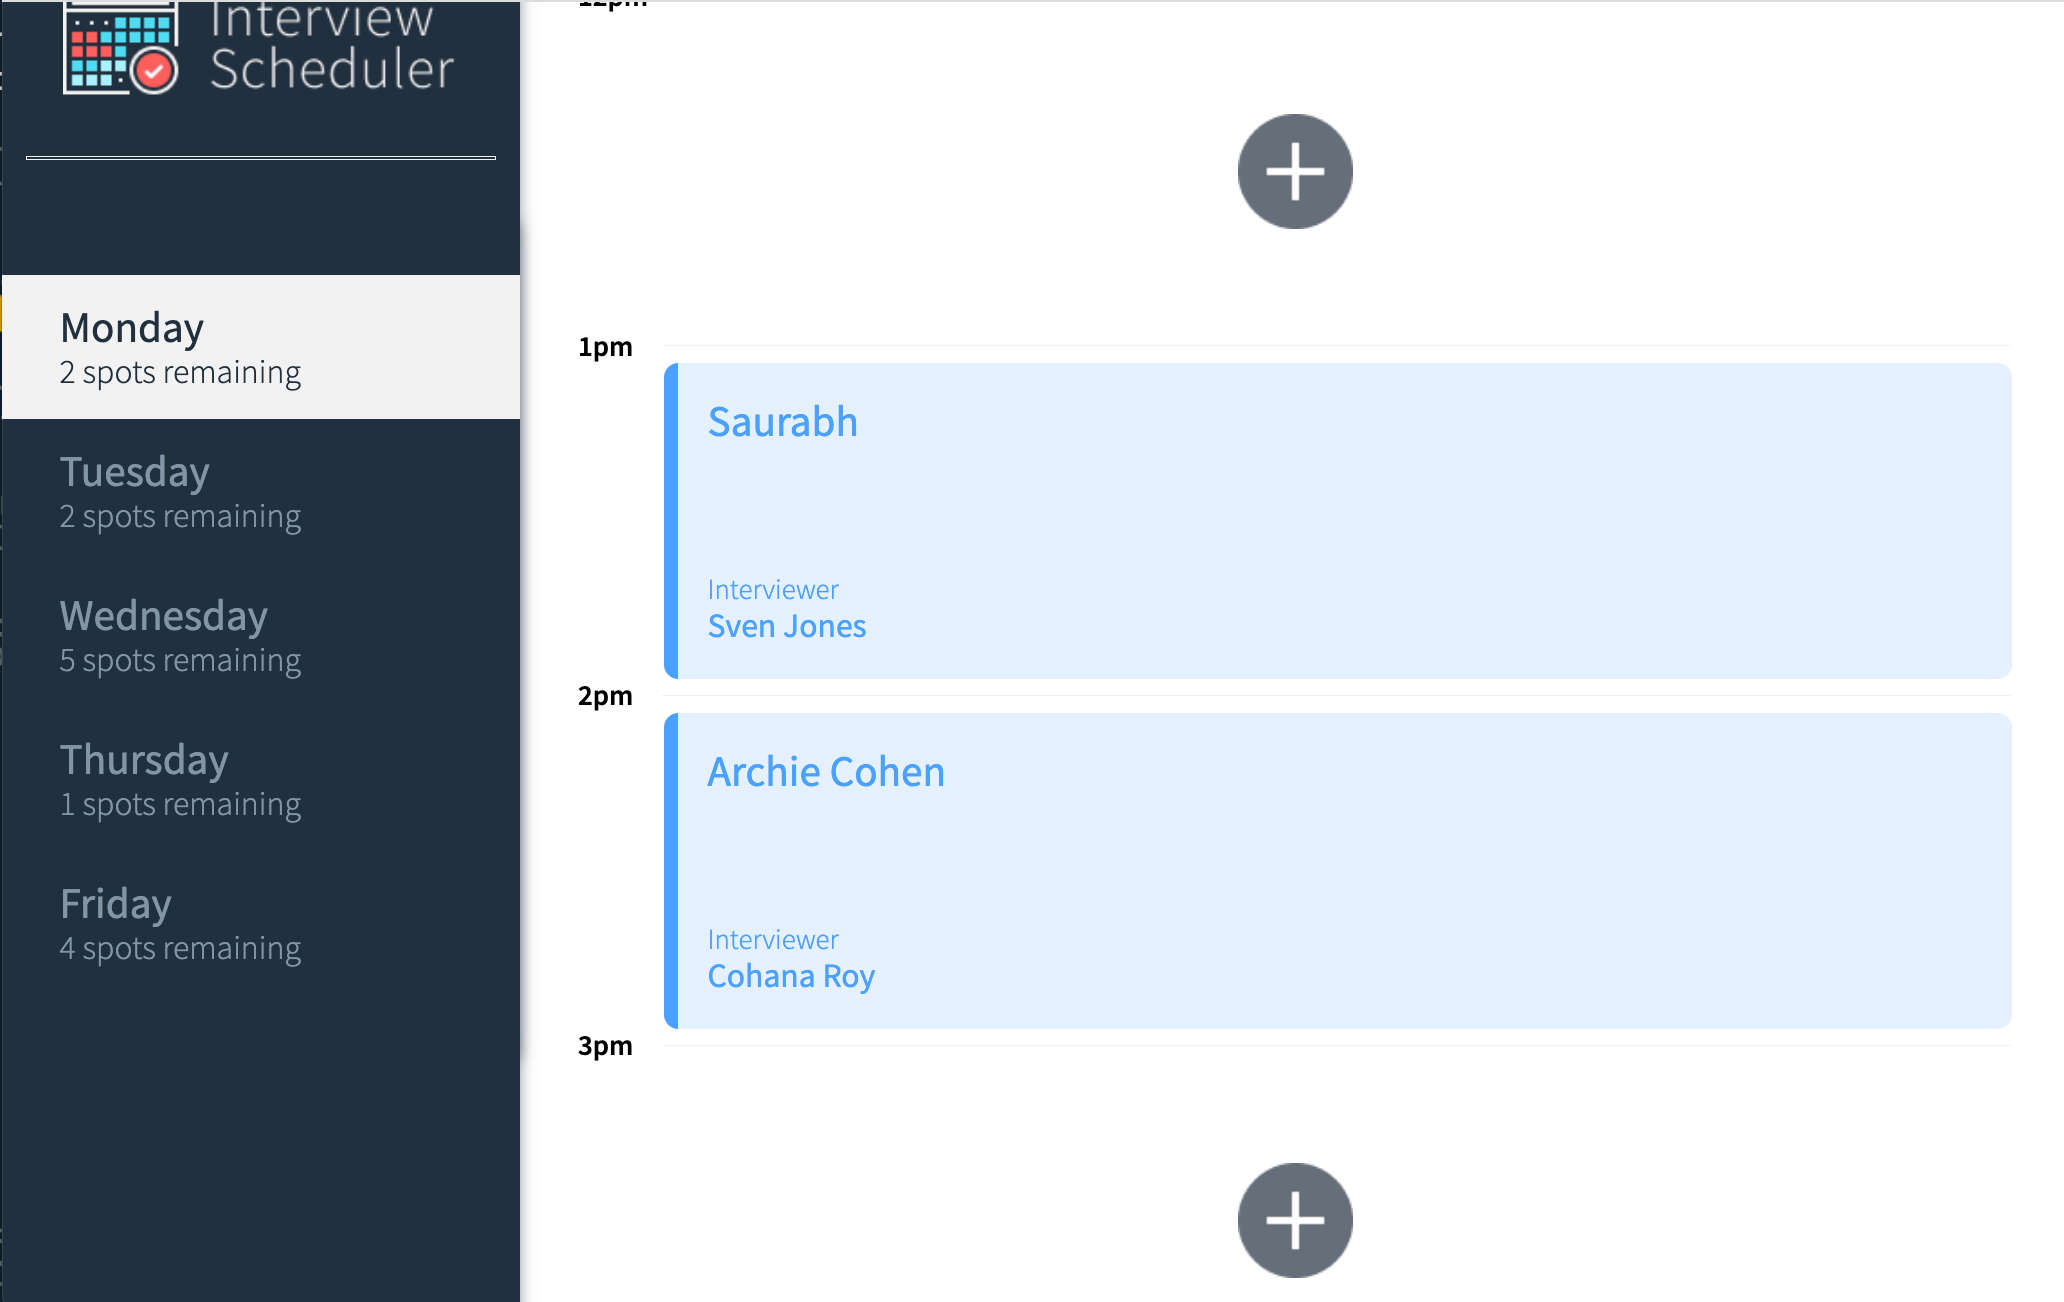 Interview
Scheduler
Monday
2 spots remaining
Tuesday
2 spots remaining
Wednesday
5 spots remaining
Thursday
1 spots remaining
Friday
4 spots remaining
12pm
1pm
Saurabh
Interviewer
Sven Jones
2pm
Archie Cohen
Interviewer
Cohana Roy
3pm